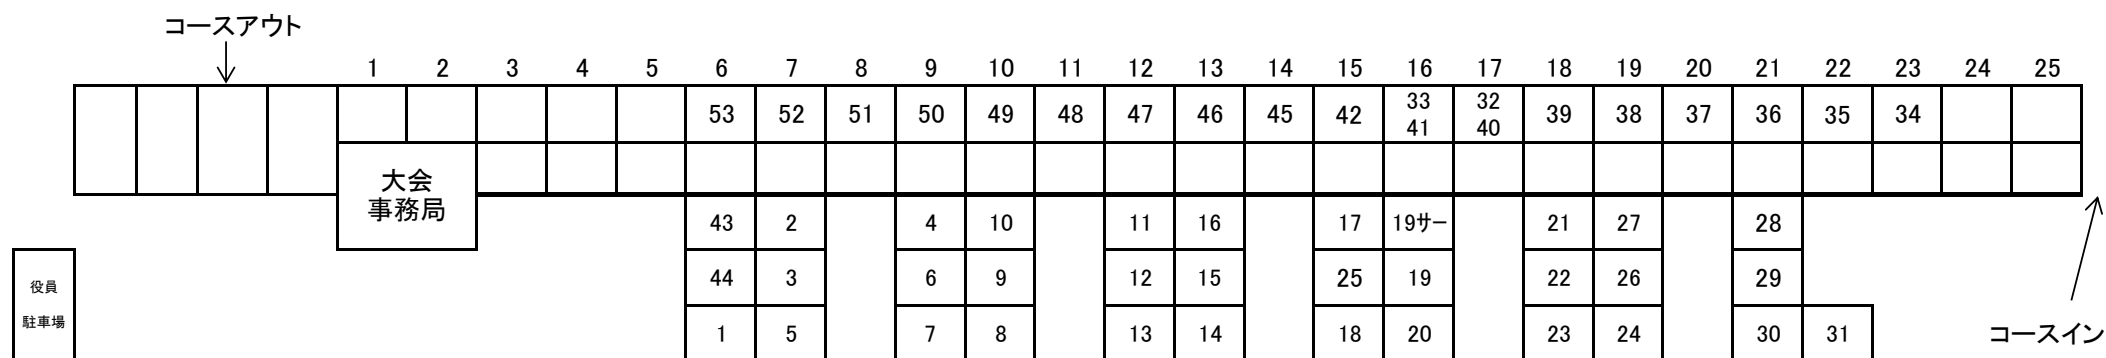 コースアウト
1 2 3 4 5 6 7 8 9 10 11 12 13 14 15 16 17 18 19 20 21 22 23 24 25
53 52 51 50 49 48 47 46 45 42 33 32 39 38 37 36 35 34
41 40
大会
事務局
43 2 4 10 11 16 17 19サー 21 27 28
44 3 6 9 12 15 25 19 22 26 29
役員
駐車場
1 5 7 8 13 14 18 20 23 24 30 31
コースイン